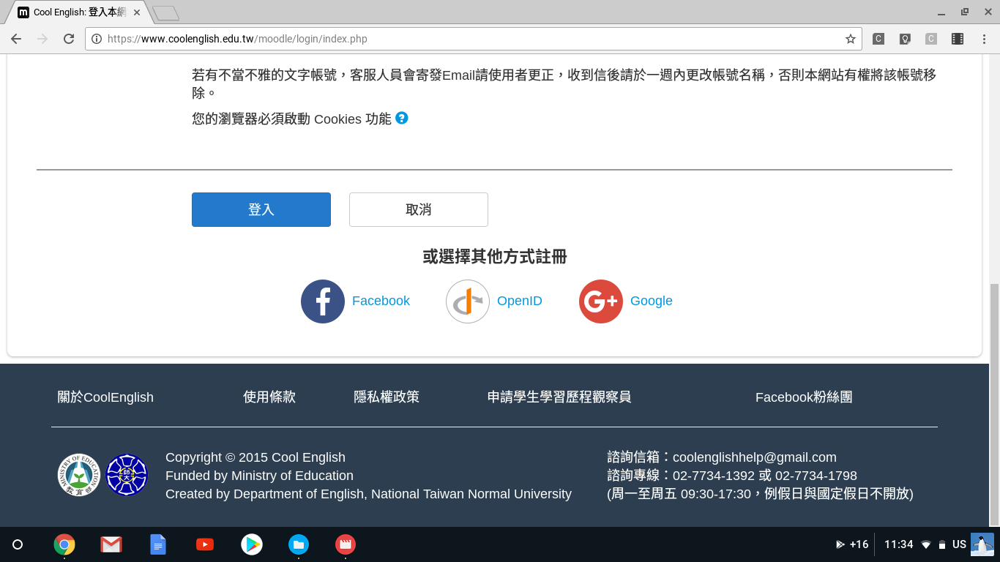 Cool English: 登入本網
https://www.coolenglish.edu.tw/moodle/login/index.php
若有不當不雅的文字帳號，客服人員會寄發Email請使用者更正，收到信後請於一週內更改帳號名稱，否則本網站有權將該帳號移
除。
您的瀏覽器必須啟動 Cookies 功能
登入
取消
或選擇其他方式註冊
Facebook
OpenID
Google
關於CoolEnglish
使用條款
隱私權政策
申請學生學習歷程觀察員
Facebook粉絲團
MINISTRY OF EDUCATION
教育部
師大
Copyright © 2015 Cool English
Funded by Ministry of Education
Created by Department of English, National Taiwan Normal University
諮詢信箱：coolenglishhelp@gmail.com
諮詢專線：02-7734-1392 或 02-7734-1798
(周一至周五 09:30-17:30，例假日與國定假日不開放)
+16
11:34
US